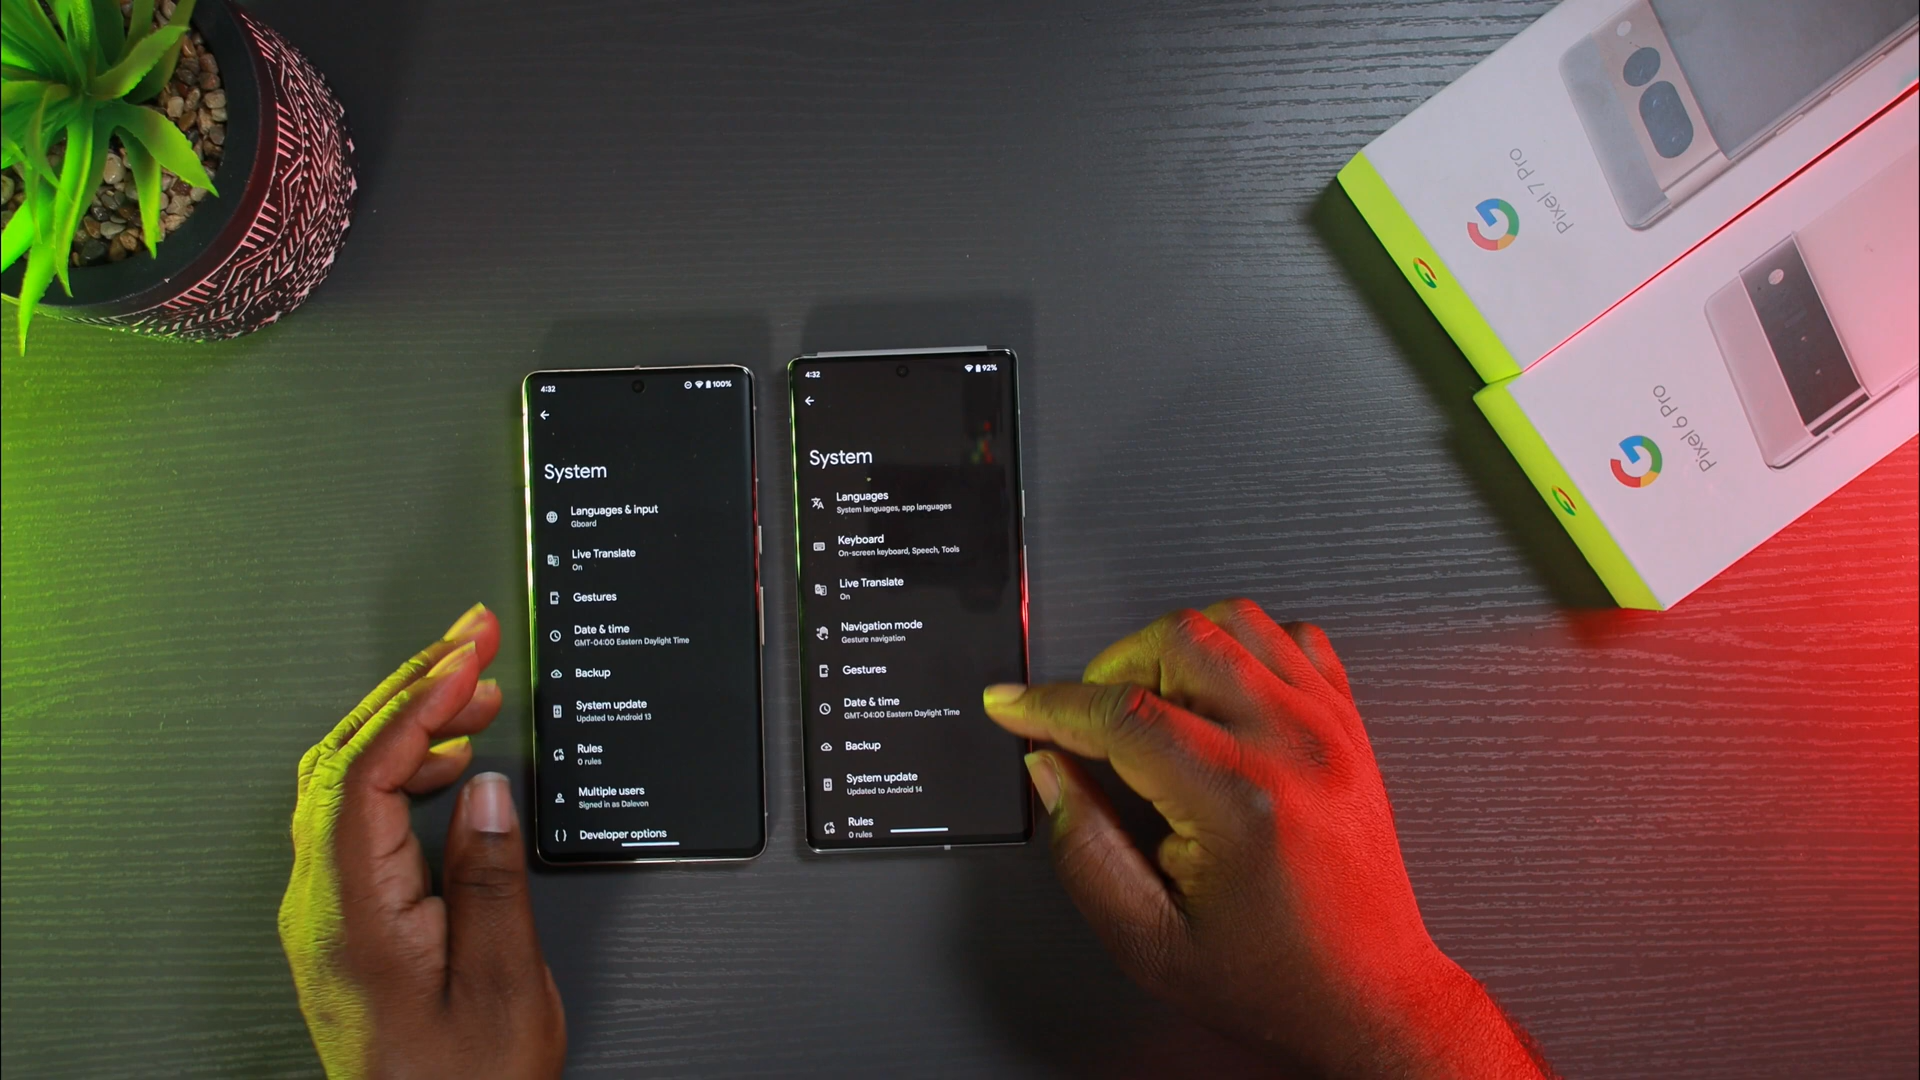 4:32
100%
System
Languages & input
Gboard
Live Translate
On
Gestures
Date & time
GMT-04:00 Eastern Daylight Time
Backup
System update
Updated to Android 13
Rules
0 rules
Multiple users
Signed in as Dalevon
Developer options
4:32
92%
System
Languages
System languages, app languages
Keyboard
On-screen keyboard, Speech, Tools
Live Translate
On
Navigation mode
Gesture navigation
Gestures
Date & time
GMT-04:00 Eastern Daylight Time
Backup
System update
Updated to Android 14
Rules
0 rules
Pixel 7 Pro
G
G
Pixel 6 Pro
G
G